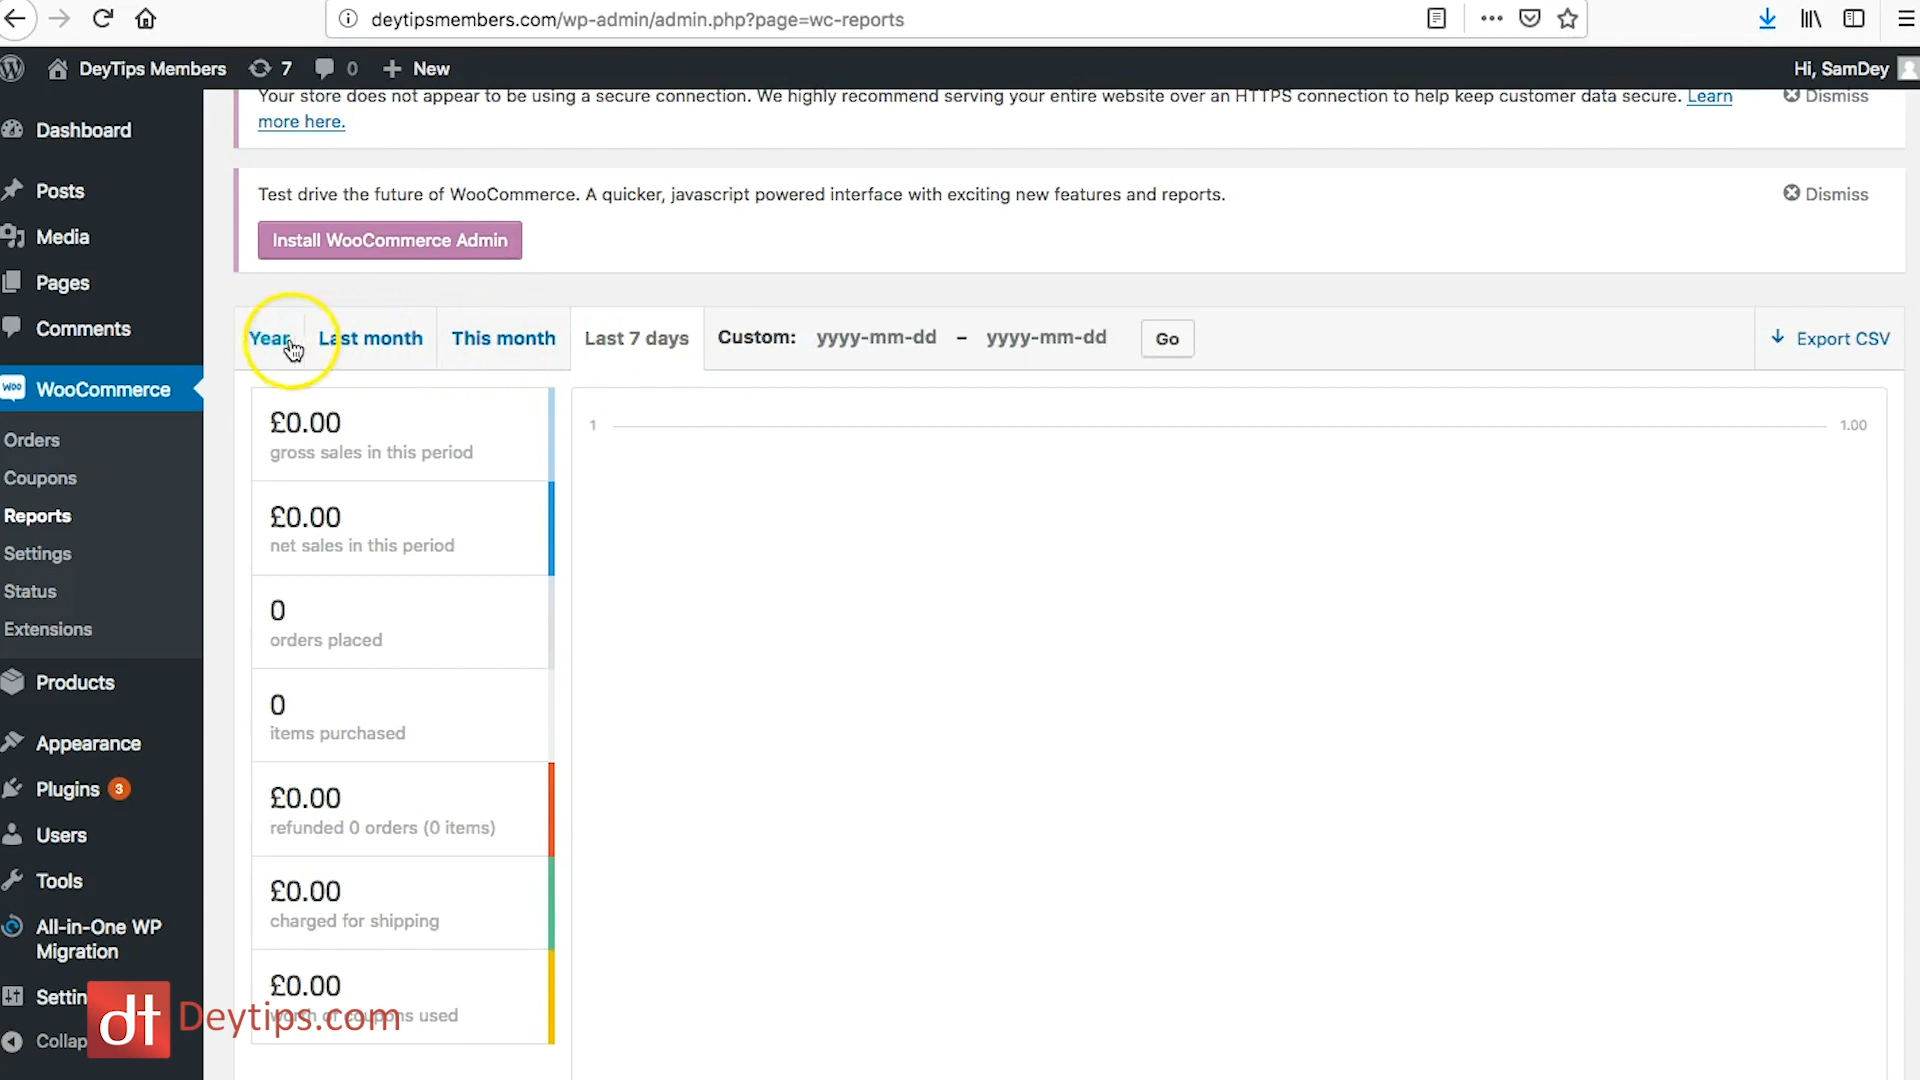 deytipsmembers.com/wp-admin/admin.php?page=wc-reports
DeyTips Members 7 0 + New Hi, SamDey
Your store does not appear to be using a secure connection. We highly recommend serving your entire website over an HTTPS connection to help keep customer data secure. Learn
more here.
Dismiss
Test drive the future of WooCommerce. A quicker, javascript powered interface with exciting new features and reports.
Dismiss
Install WooCommerce Admin
Year Last month This month Last 7 days Custom: yyyy-mm-dd – yyyy-mm-dd Go Export CSV
Dashboard
Posts
Media
Pages
Comments
woo WooCommerce
Orders
Coupons
Reports
Settings
Status
Extensions
Products
Appearance
Plugins 3
Users
Tools
All-in-One WP
Migration
Settin
Collap
£0.00
gross sales in this period
£0.00
net sales in this period
0
orders placed
0
items purchased
£0.00
refunded 0 orders (0 items)
£0.00
charged for shipping
£0.00
worth of coupons used
1 1.00
dt Deytips.com